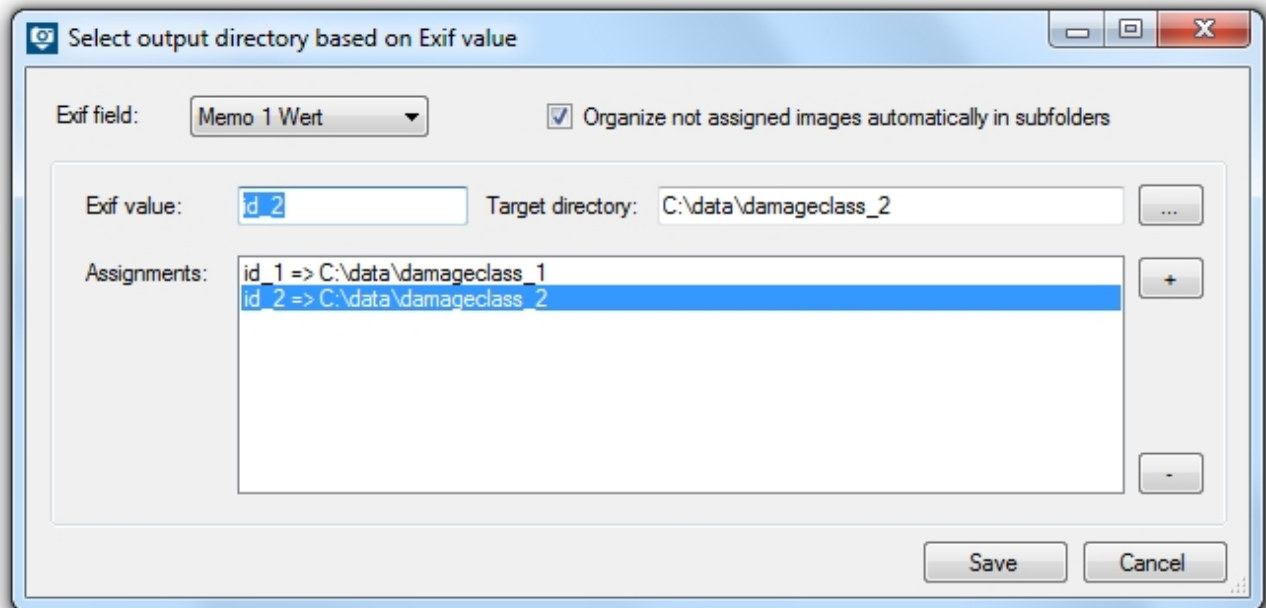 Select output directory based on Exif value
Exif field: Memo 1 Wert Organize not assigned images automatically in subfolders
Exif value: id_2 Target directory: C:\data\damageclass_2 ...
Assignments: id_1 => C:\data\damageclass_1
id_2 => C:\data\damageclass_2
+
-
Save Cancel